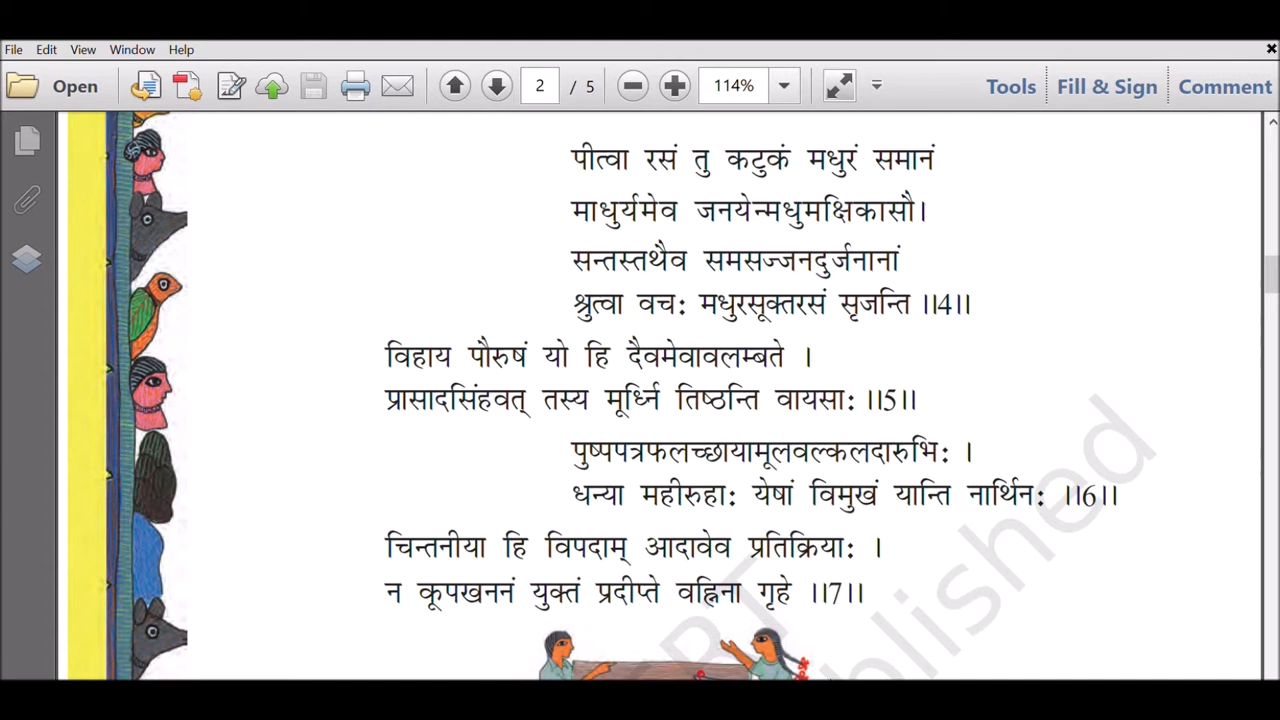 File Edit View Window Help
Open 2 / 5 114% Tools Fill & Sign Comment
पीत्वा रसं तु कटुकं मधुरं समानं
माधुर्यमेव जनयेन्मधुमक्षिकासौ।
सन्तस्तथैव समसज्जनदुर्जनानां
श्रुत्वा वचः मधुरसूक्तरसं सृजन्ति ।।4।।
विहाय पौरुषं यो हि दैवमेवावलम्बते ।
प्रासादसिंहवत् तस्य मूर्ध्नि तिष्ठन्ति वायसाः ।।5।।
पुष्पपत्रफलच्छायामूलवल्कलदारुभिः ।
धन्या महीरुहाः येषां विमुखं यान्ति नार्थिनः ।।6।।
चिन्तनीया हि विपदाम् आदावेव प्रतिक्रियाः ।
न कूपखननं युक्तं प्रदीप्ते वह्निना गृहे ।।7।।